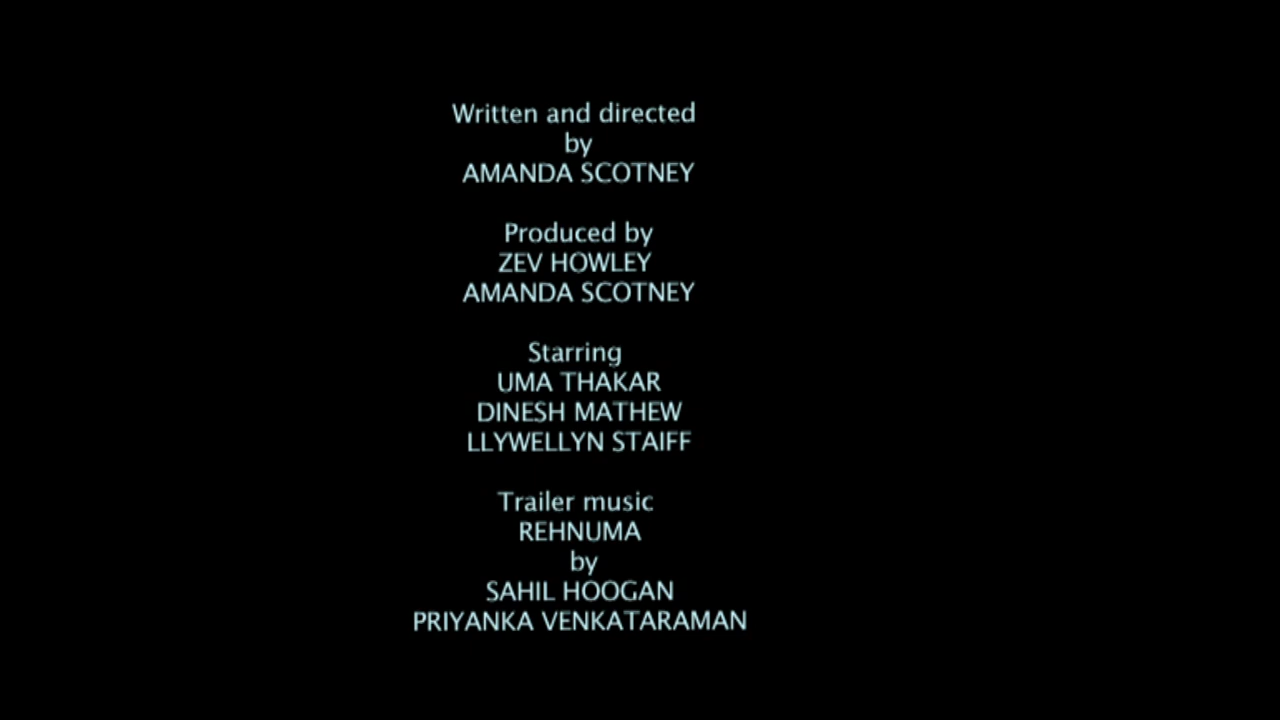 Written and directed
by
AMANDA SCOTNEY
Produced by
ZEV HOWLEY
AMANDA SCOTNEY
Starring
UMA THAKAR
DINESH MATHEW
LLYWELLYN STAIFF
Trailer music
REHNUMA
by
SAHIL HOOGAN
PRIYANKA VENKATARAMAN